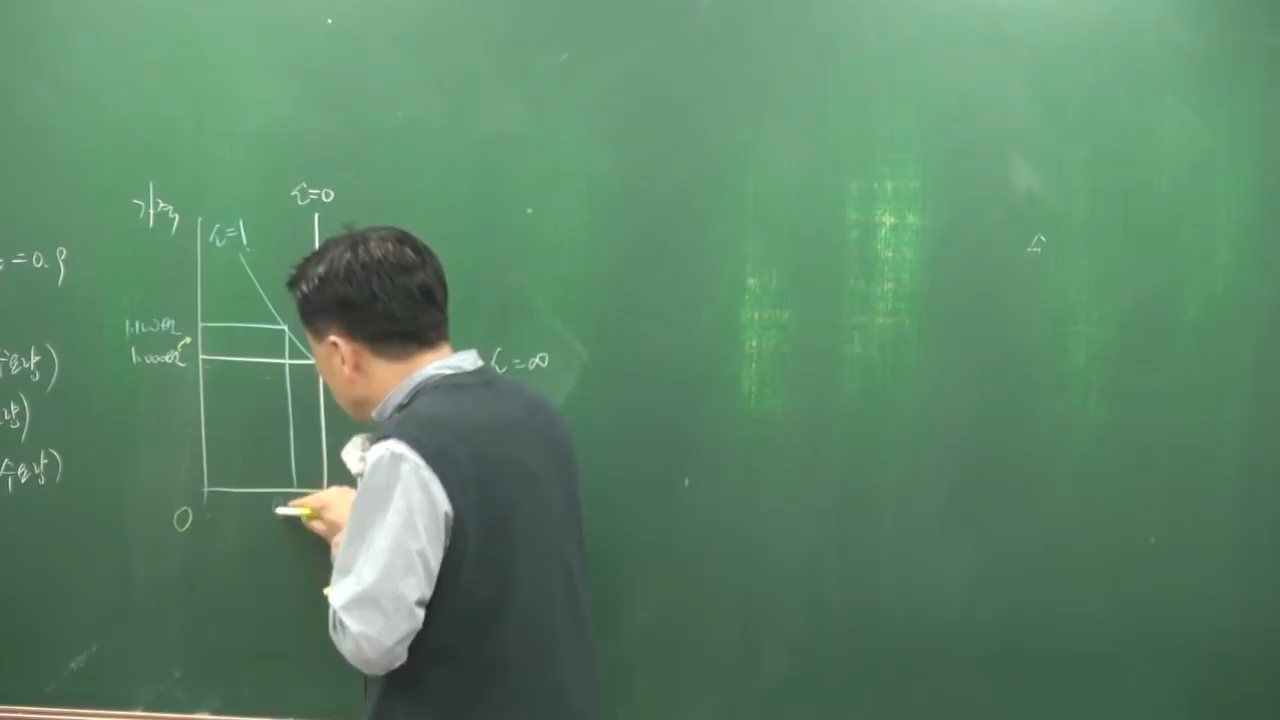 =0.9
수요량)
량)
수요량)
가격
ε=0
ε=1
1,100원
1,000원
ε=∞
0